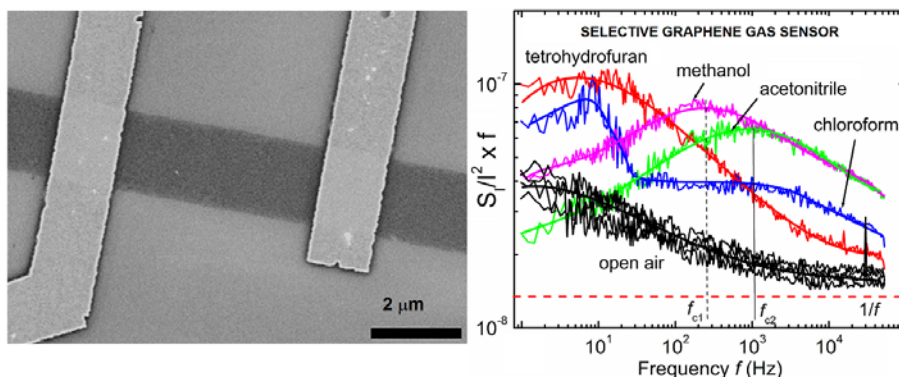 2 μm
SELECTIVE GRAPHENE GAS SENSOR
tetrohydrofuran
methanol
acetonitrile
chloroform
open air
f_c1
f_c2
1/f
10^-7
10^-8
S_I/I^2 x f
10^1
10^2
10^3
10^4
Frequency f (Hz)